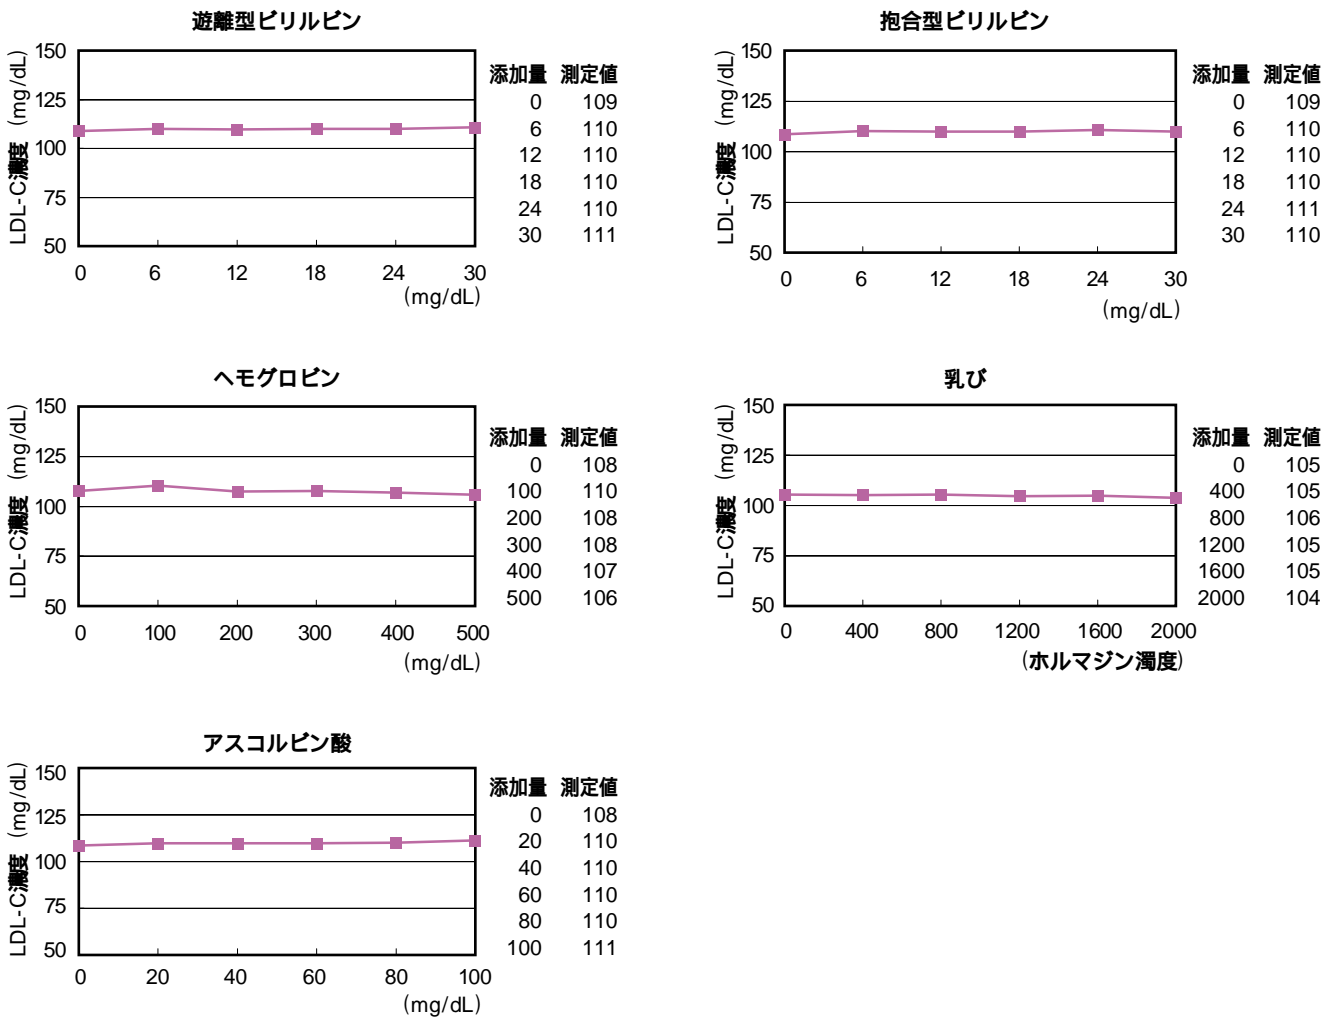 遊離型ビリルビン
LDL-C濃度 (mg/dL)
150
125
100
75
50
0 6 12 18 24 30
(mg/dL)
添加量 測定値
0 109
6 110
12 110
18 110
24 110
30 111
抱合型ビリルビン
LDL-C濃度 (mg/dL)
150
125
100
75
50
0 6 12 18 24 30
(mg/dL)
添加量 測定値
0 109
6 110
12 110
18 110
24 111
30 110
ヘモグロビン
LDL-C濃度 (mg/dL)
150
125
100
75
50
0 100 200 300 400 500
(mg/dL)
添加量 測定値
0 108
100 110
200 108
300 108
400 107
500 106
乳び
LDL-C濃度 (mg/dL)
150
125
100
75
50
0 400 800 1200 1600 2000
(ホルマジン濁度)
添加量 測定値
0 105
400 105
800 106
1200 105
1600 105
2000 104
アスコルビン酸
LDL-C濃度 (mg/dL)
150
125
100
75
50
0 20 40 60 80 100
(mg/dL)
添加量 測定値
0 108
20 110
40 110
60 110
80 110
100 111